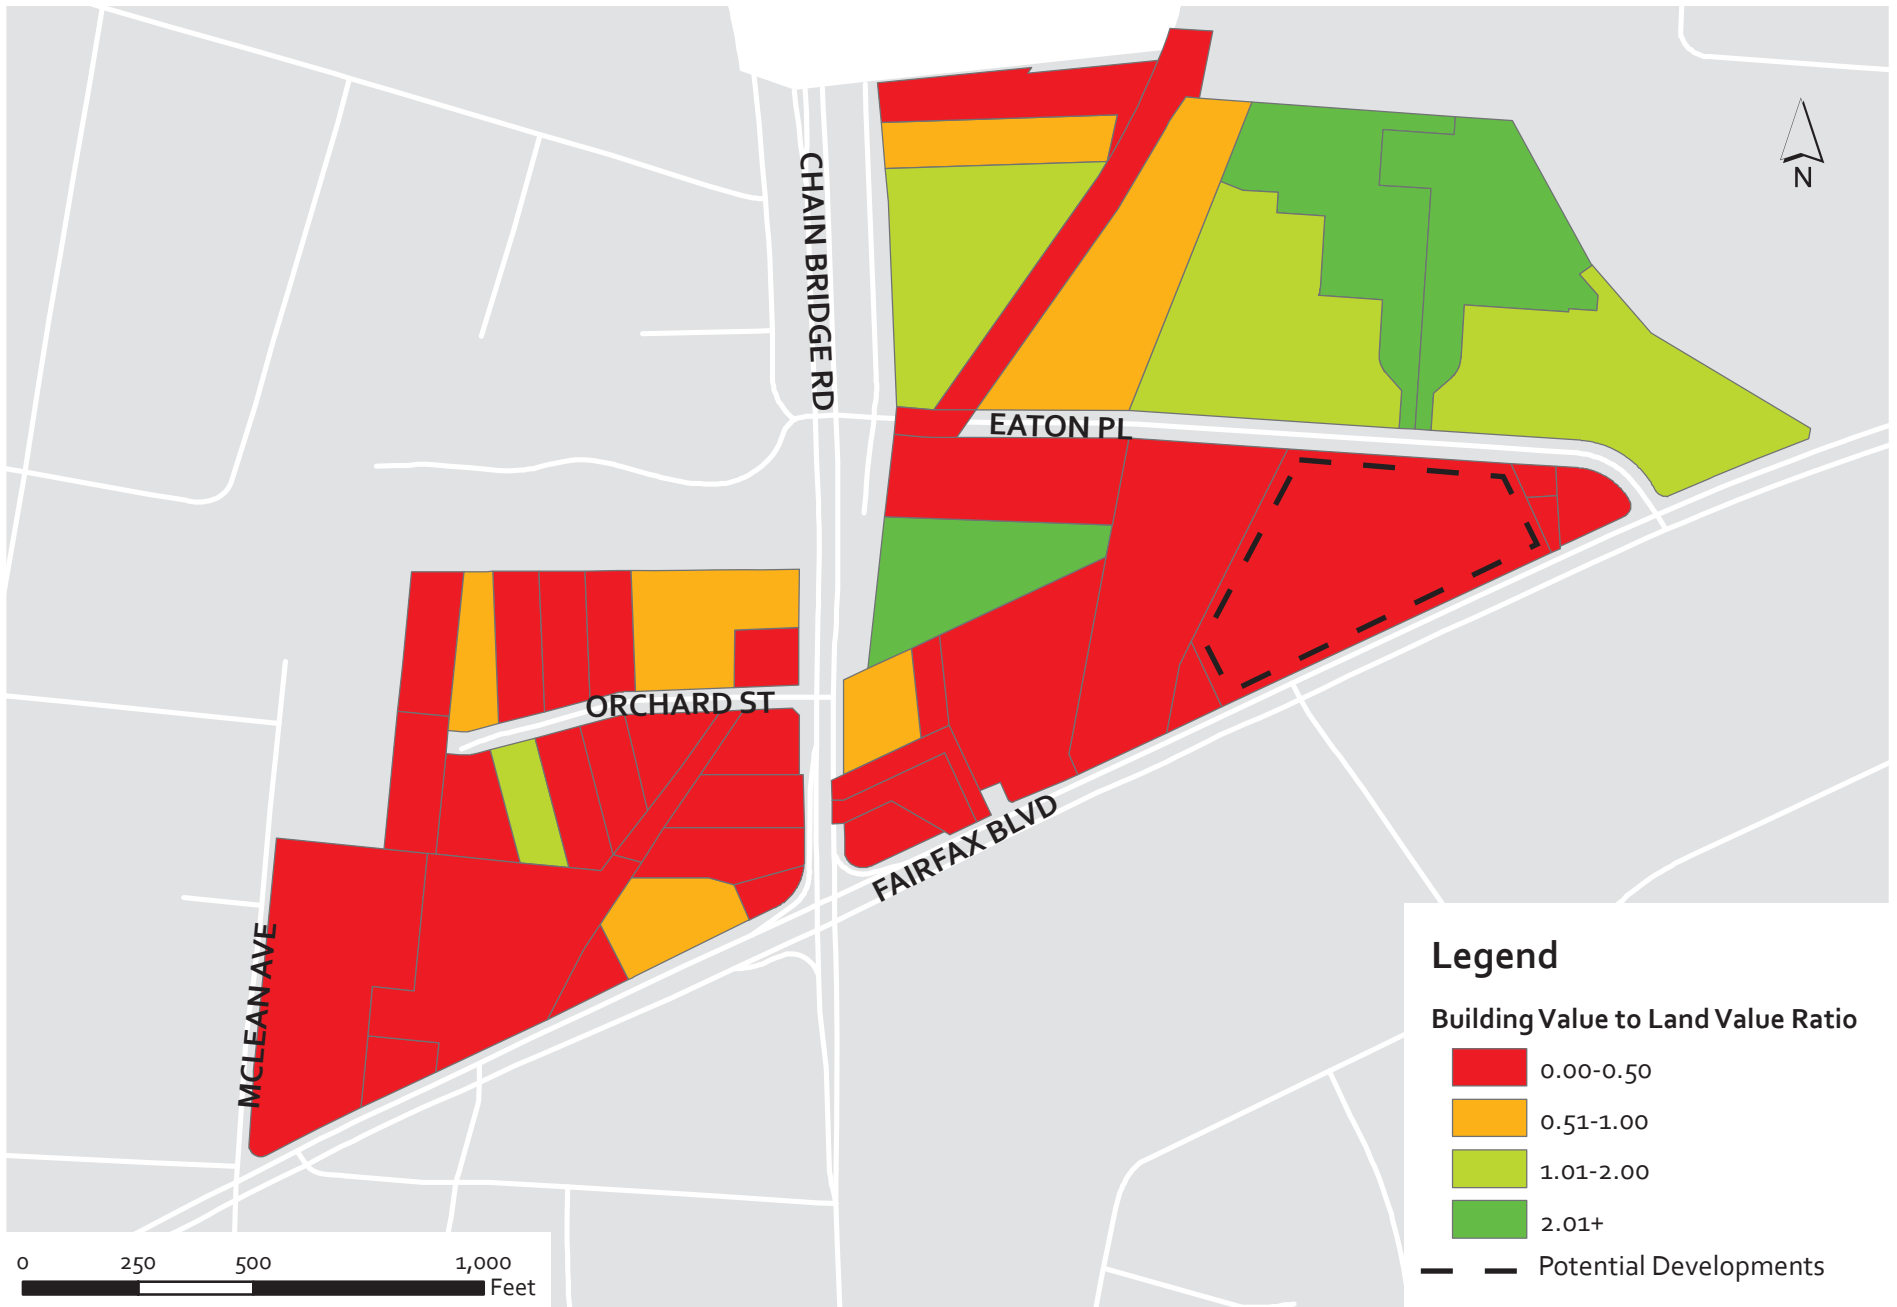 CHAIN BRIDGE RD
N
EATON PL
ORCHARD ST
FAIRFAX BLVD
MCLEAN AVE
Legend
Building Value to Land Value Ratio
0.00-0.50
0.51-1.00
1.01-2.00
2.01+
Potential Developments
0 250 500 1,000
Feet